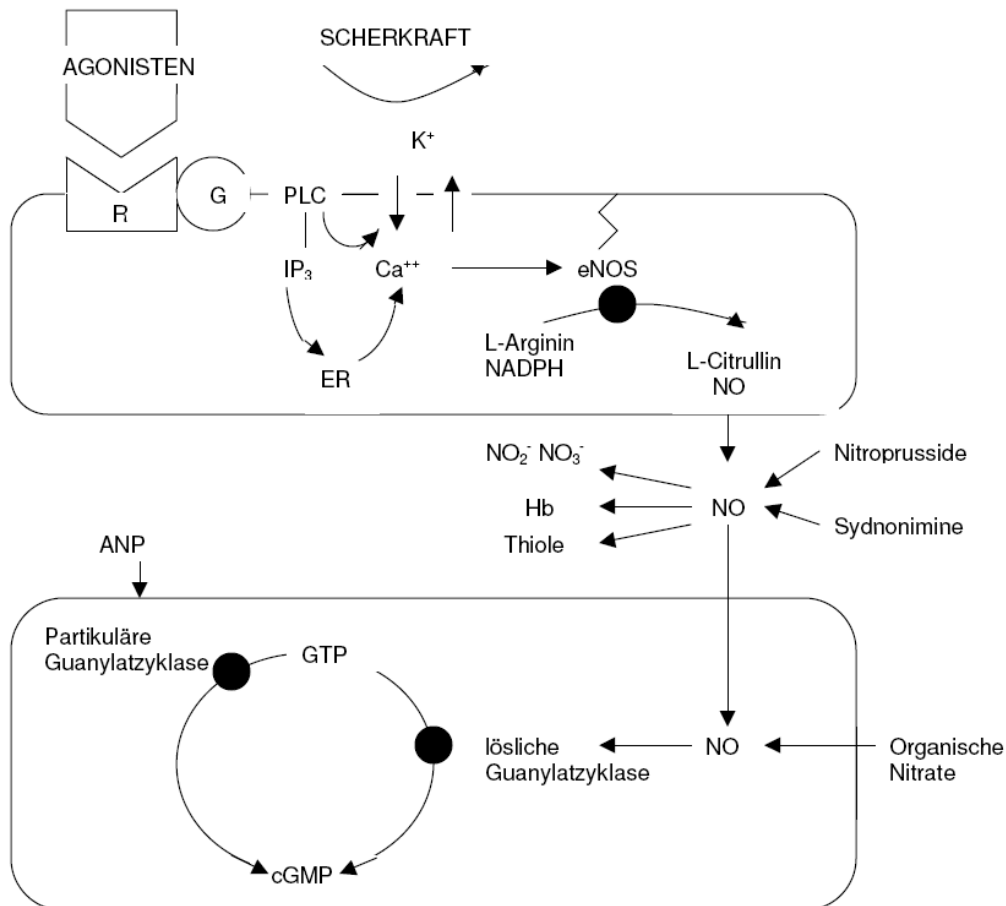 AGONISTEN
SCHERKRAFT
K⁺
R
G
PLC
IP₃
Ca⁺⁺
eNOS
ER
L-Arginin
NADPH
L-Citrullin
NO
NO₂⁻ NO₃⁻
Hb
Thiole
NO
Nitroprusside
Sydnonimine
ANP
Partikuläre
Guanylatzyklase
GTP
cGMP
lösliche
Guanylatzyklase
NO
Organische
Nitrate